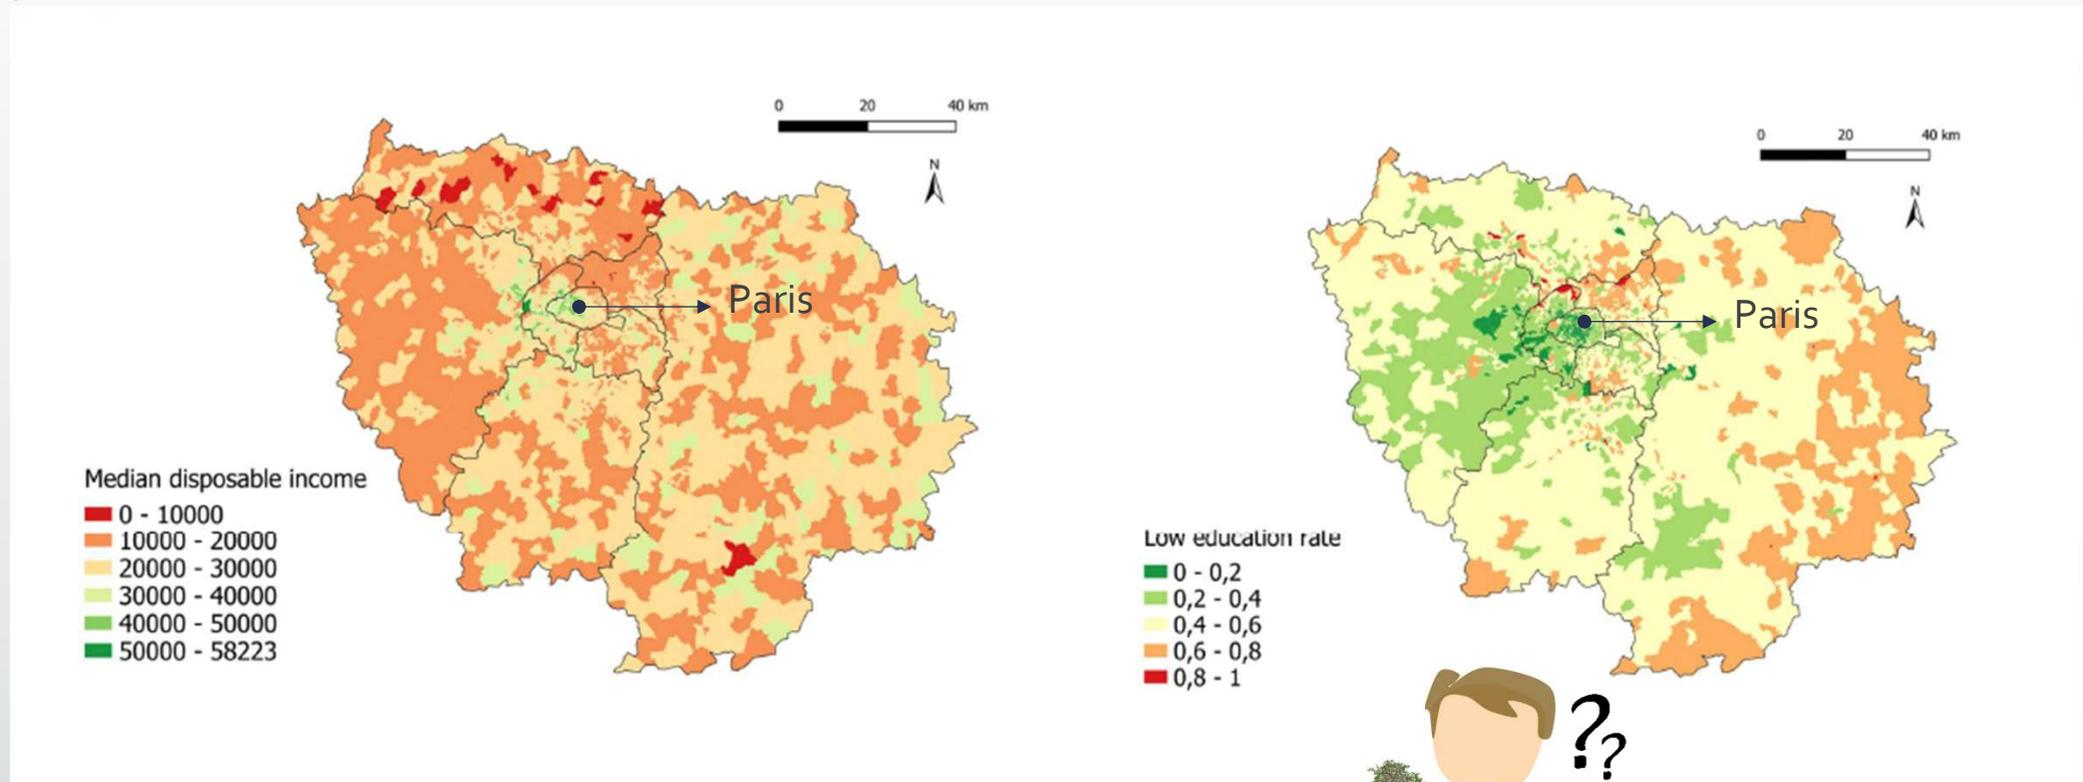 0 20 40 km
N
Paris
Median disposable income
0 - 10000
10000 - 20000
20000 - 30000
30000 - 40000
40000 - 50000
50000 - 58223
0 20 40 km
N
Paris
Low education rate
0 - 0,2
0,2 - 0,4
0,4 - 0,6
0,6 - 0,8
0,8 - 1
??